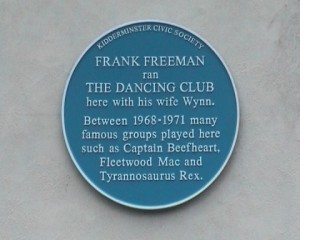 KIDDERMINSTER CIVIC SOCIETY
FRANK FREEMAN
ran
THE DANCING CLUB
here with his wife Wynn.
Between 1968-1971 many
famous groups played here
such as Captain Beefheart,
Fleetwood Mac and
Tyrannosaurus Rex.